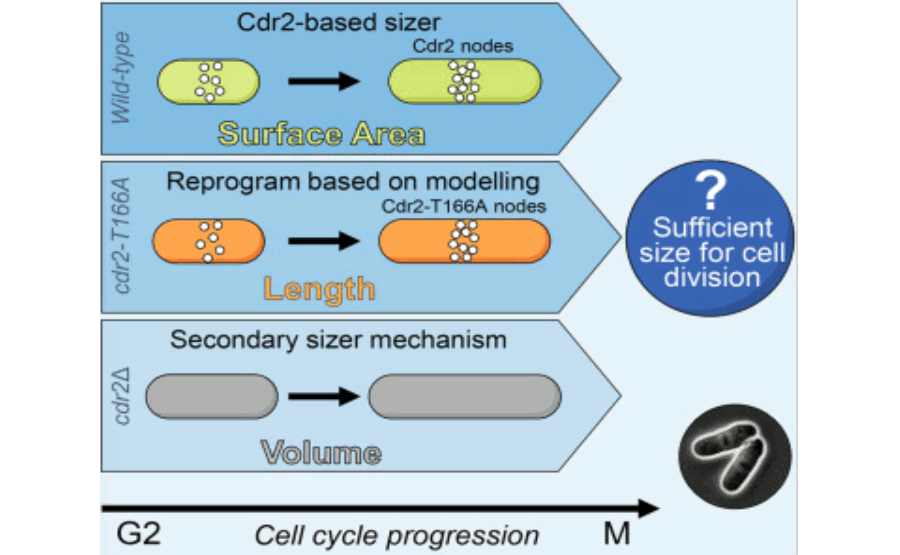 Wild-type
Cdr2-based sizer
Cdr2 nodes
Surface Area
cdr2-T166A
Reprogram based on modelling
Cdr2-T166A nodes
Length
cdr2Δ
Secondary sizer mechanism
Volume
?
Sufficient
size for cell
division
G2
Cell cycle progression
M